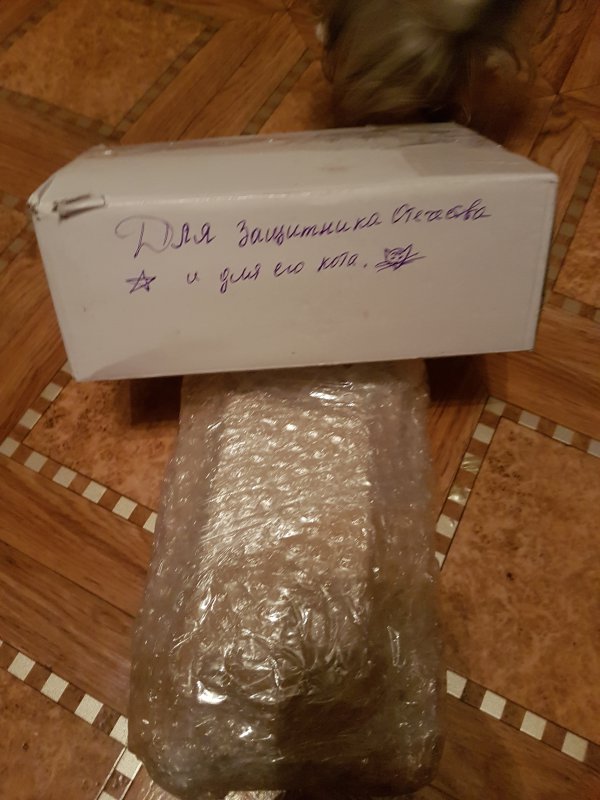 Для Защитника Отечества
и для его кота.